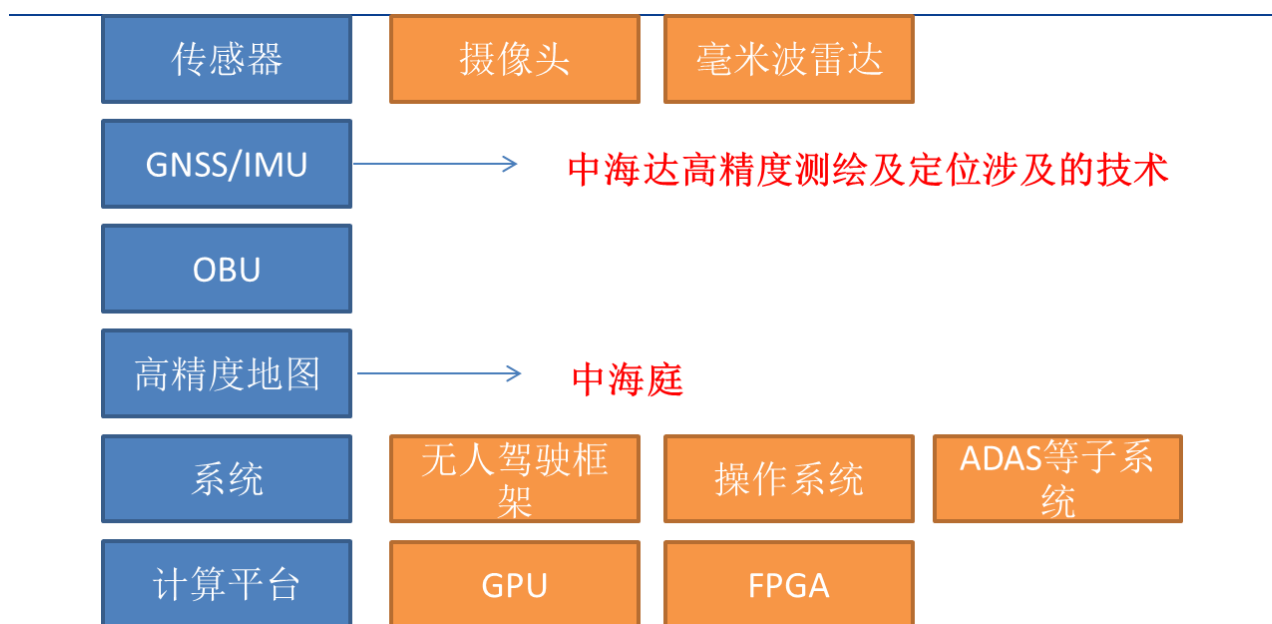 传感器 摄像头 毫米波雷达
GNSS/IMU 中海达高精度测绘及定位涉及的技术
OBU
高精度地图 中海庭
系统
无人驾驶框
架
操作系统
ADAS等子系
统
计算平台 GPU FPGA